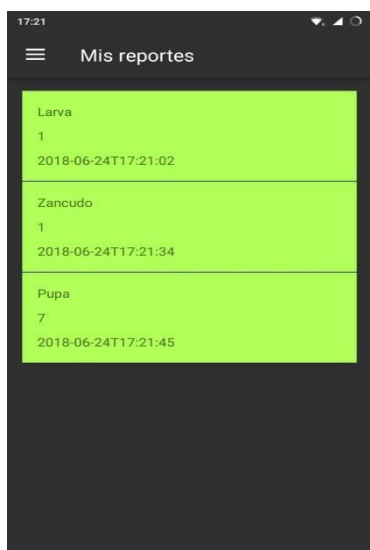 17:21
Mis reportes
Larva
1
2018-06-24T17:21:02
Zancudo
1
2018-06-24T17:21:34
Pupa
7
2018-06-24T17:21:45